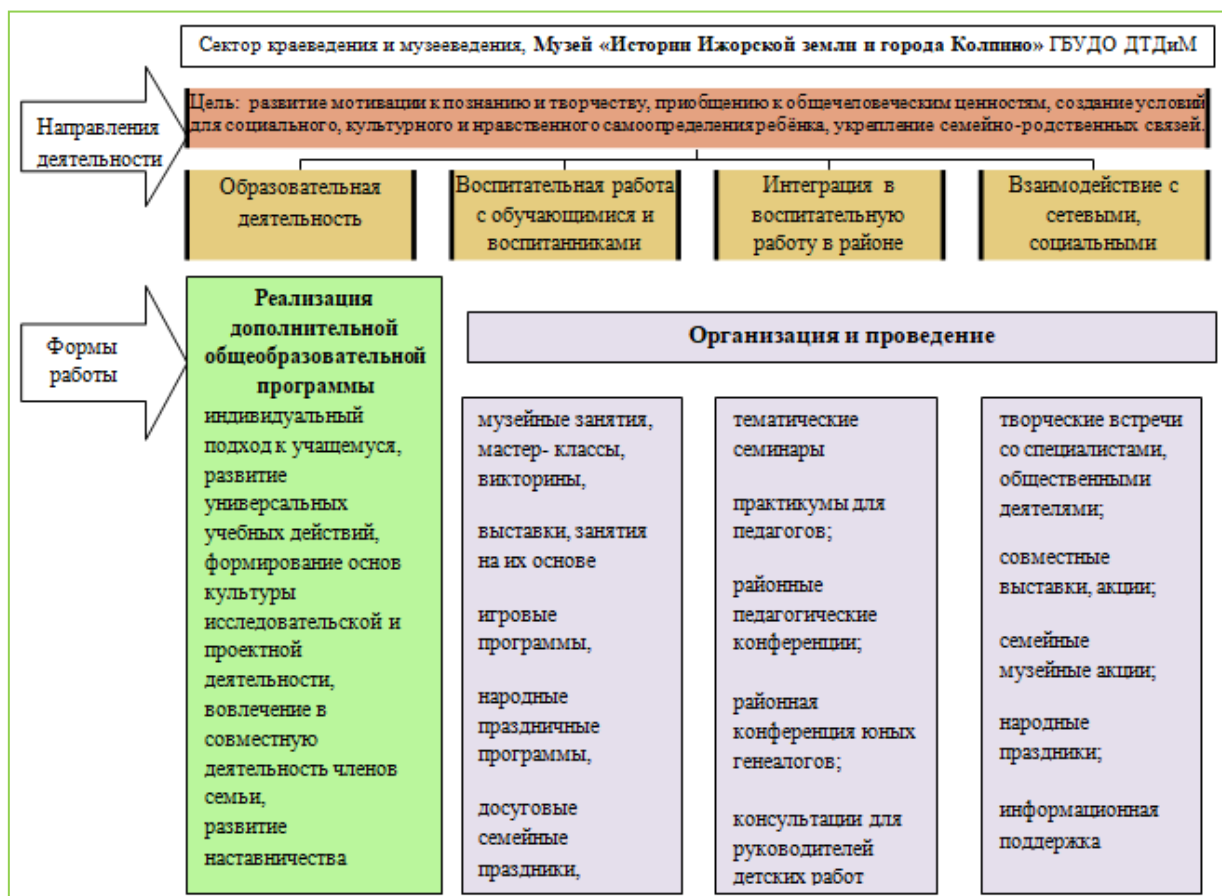 Сектор краеведения и музееведения, Музей «Истории Ижорской земли и города Колпино» ГБУДО ДТДиМ
Направления
деятельности
Цель: развитие мотивации к познанию и творчеству, приобщению к общечеловеческим ценностям, создание условий
для социального, культурного и нравственного самоопределения ребёнка, укрепление семейно-родственных связей.
Образовательная
деятельность
Воспитательная работа
с обучающимися и
воспитанниками
Интеграция в
воспитательную
работу в районе
Взаимодействие с
сетевыми,
социальными
Формы
работы
Реализация
дополнительной
общеобразовательной
программы
индивидуальный
подход к учащемуся,
развитие
универсальных
учебных действий,
формирование основ
культуры
исследовательской и
проектной
деятельности,
вовлечение в
совместную
деятельность членов
семьи,
развитие
наставничества
Организация и проведение
музейные занятия,
мастер- классы,
викторины,
выставки, занятия
на их основе
игровые
программы,
народные
праздничные
программы,
досуговые
семейные
праздники,
тематические
семинары
практикумы для
педагогов;
районные
педагогические
конференции;
районная
конференция юных
генеалогов;
консультации для
руководителей
детских работ
творческие встречи
со специалистами,
общественными
деятелями;
совместные
выставки, акции;
семейные
музейные акции;
народные
праздники;
информационная
поддержка